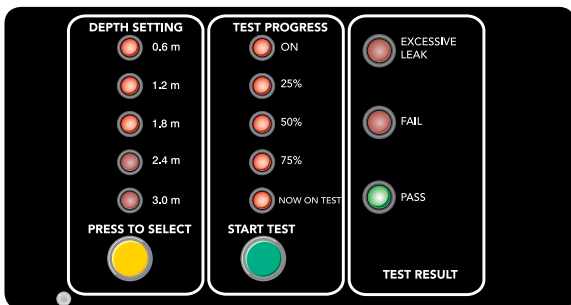 DEPTH SETTING
0.6 m
1.2 m
1.8 m
2.4 m
3.0 m
PRESS TO SELECT
TEST PROGRESS
ON
25%
50%
75%
NOW ON TEST
START TEST
EXCESSIVE
LEAK
FAIL
PASS
TEST RESULT